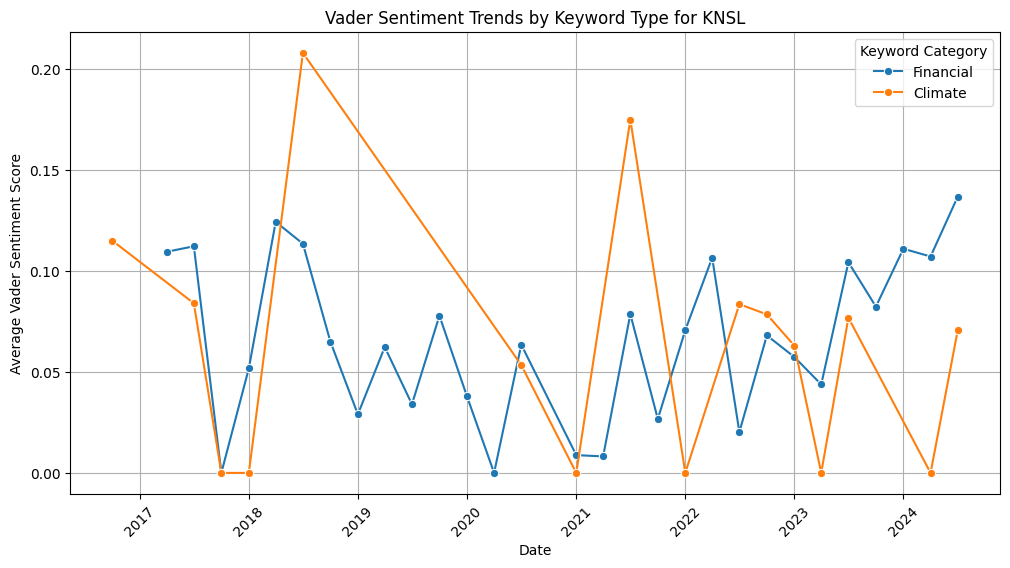 Vader Sentiment Trends by Keyword Type for KNSL
Keyword Category
Financial
Climate
Average Vader Sentiment Score
0.20
0.15
0.10
0.05
0.00
2017
2018
2019
2020
2021
2022
2023
2024
Date